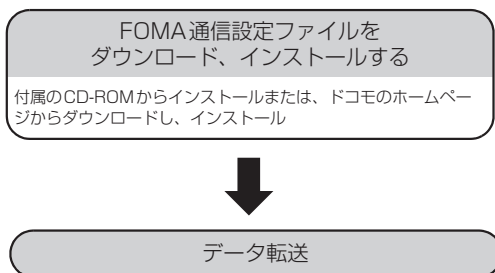 FOMA通信設定ファイルを
ダウンロード、インストールする
付属のCD-ROMからインストールまたは、ドコモのホームペー
ジからダウンロードし、インストール
データ転送